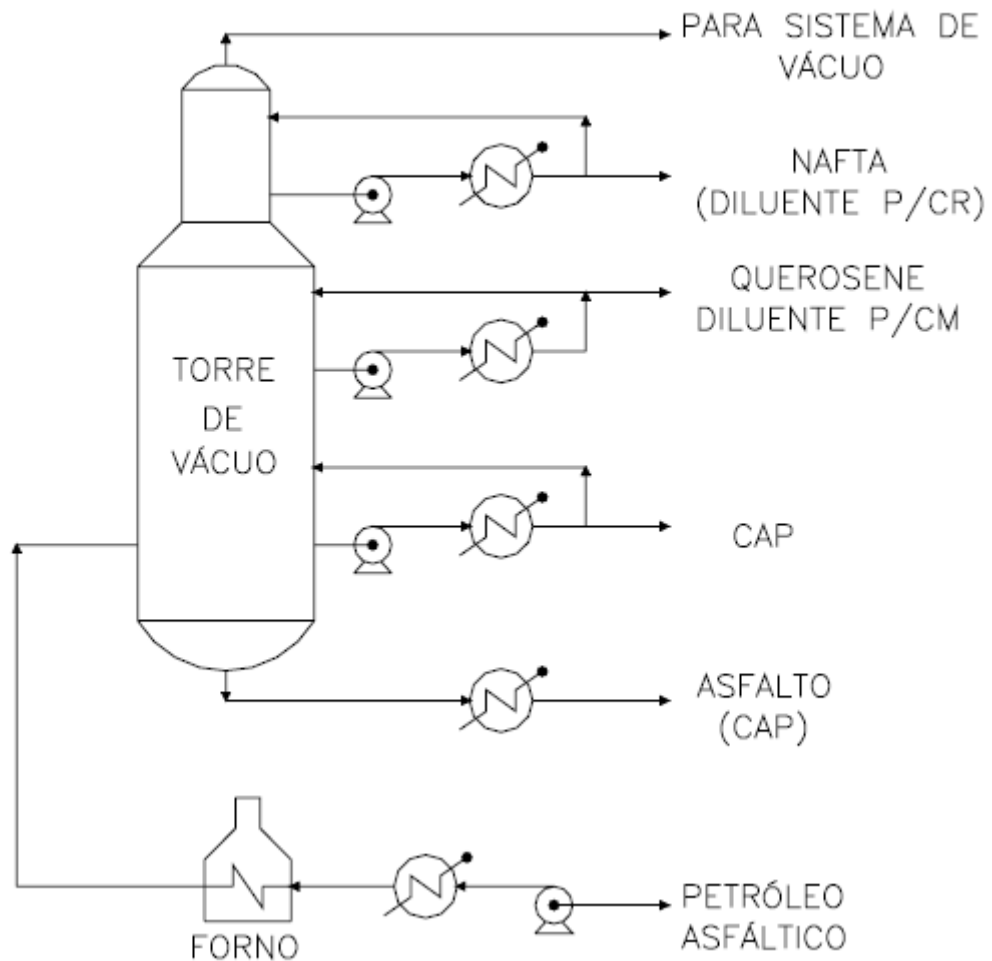 PARA SISTEMA DE
VÁCUO
NAFTA
(DILUENTE P/CR)
QUEROSENE
DILUENTE P/CM
TORRE
DE
VÁCUO
CAP
ASFALTO
(CAP)
PETRÓLEO
ASFÁLTICO
FORNO